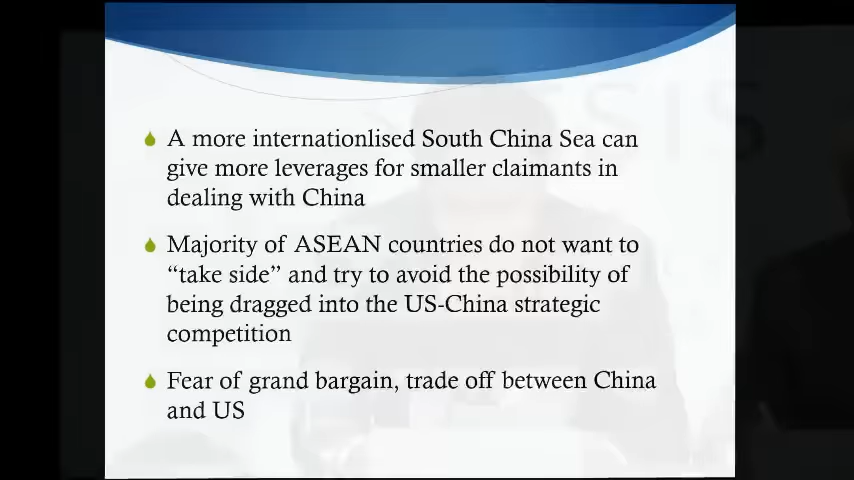 A more internationlised South China Sea can
give more leverages for smaller claimants in
dealing with China
Majority of ASEAN countries do not want to
“take side” and try to avoid the possibility of
being dragged into the US-China strategic
competition
Fear of grand bargain, trade off between China
and US